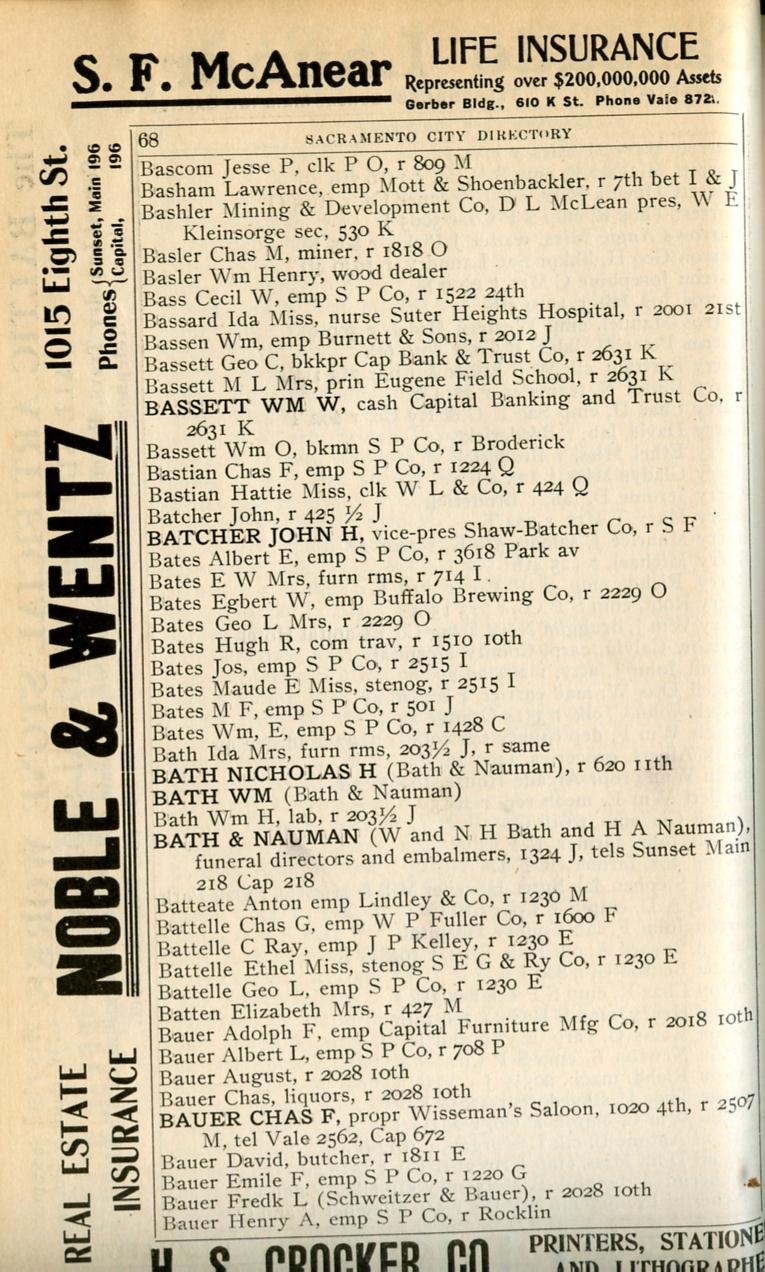 S. F. McAnear
LIFE INSURANCE
Representing over $200,000,000 Assets
Gerber Bldg., 610 K St. Phone Vale 872.
1015 Eighth St.
Phones { Sunset, Main 196
Capital, 196
NOBLE & WENTZ
REAL ESTATE
INSURANCE
68 SACRAMENTO CITY DIRECTORY
Bascom Jesse P, clk P O, r 809 M
Basham Lawrence, emp Mott & Shoenbackler, r 7th bet I & J
Bashler Mining & Development Co, D L McLean pres, W E
Kleinsorge sec, 530 K
Basler Chas M, miner, r 1818 O
Basler Wm Henry, wood dealer
Bass Cecil W, emp S P Co, r 1522 24th
Bassard Ida Miss, nurse Suter Heights Hospital, r 2001 21st
Bassen Wm, emp Burnett & Sons, r 2012 J
Bassett Geo C, bkkpr Cap Bank & Trust Co, r 2631 K
Bassett M L Mrs, prin Eugene Field School, r 2631 K
BASSETT WM W, cash Capital Banking and Trust Co, r
2631 K
Bassett Wm O, bkmn S P Co, r Broderick
Bastian Chas F, emp S P Co, r 1224 Q
Bastian Hattie Miss, clk W L & Co, r 424 Q
Batcher John, r 425 ½ J
BATCHER JOHN H, vice-pres Shaw-Batcher Co, r S F
Bates Albert E, emp S P Co, r 3618 Park av
Bates E W Mrs, furn rms, r 714 I.
Bates Egbert W, emp Buffalo Brewing Co, r 2229 O
Bates Geo L Mrs, r 2229 O
Bates Hugh R, com trav, r 1510 10th
Bates Jos, emp S P Co, r 2515 I
Bates Maude E Miss, stenog, r 2515 I
Bates M F, emp S P Co, r 501 J
Bates Wm, E, emp S P Co, r 1428 C
Bath Ida Mrs, furn rms, 203½ J, r same
BATH NICHOLAS H (Bath & Nauman), r 620 11th
BATH WM (Bath & Nauman)
Bath Wm H, lab, r 203½ J
BATH & NAUMAN (W and N H Bath and H A Nauman),
funeral directors and embalmers, 1324 J, tels Sunset Main
218 Cap 218
Batteate Anton emp Lindley & Co, r 1230 M
Battelle Chas G, emp W P Fuller Co, r 1600 F
Battelle C Ray, emp J P Kelley, r 1230 E
Battelle Ethel Miss, stenog S E G & Ry Co, r 1230 E
Battelle Geo L, emp S P Co, r 1230 E
Batten Elizabeth Mrs, r 427 M
Bauer Adolph F, emp Capital Furniture Mfg Co, r 2018 10th
Bauer Albert L, emp S P Co, r 708 P
Bauer August, r 2028 10th
Bauer Chas, liquors, r 2028 10th
BAUER CHAS F, propr Wisseman's Saloon, 1020 4th, r 2507
M, tel Vale 2562, Cap 672
Bauer David, butcher, r 1811 E
Bauer Emile F, emp S P Co, r 1220 G
Bauer Fredk L (Schweitzer & Bauer), r 2028 10th
Bauer Henry A, emp S P Co, r Rocklin
H. S. CROCKER CO
PRINTERS, STATIONE
AND LITHOGRAPHE